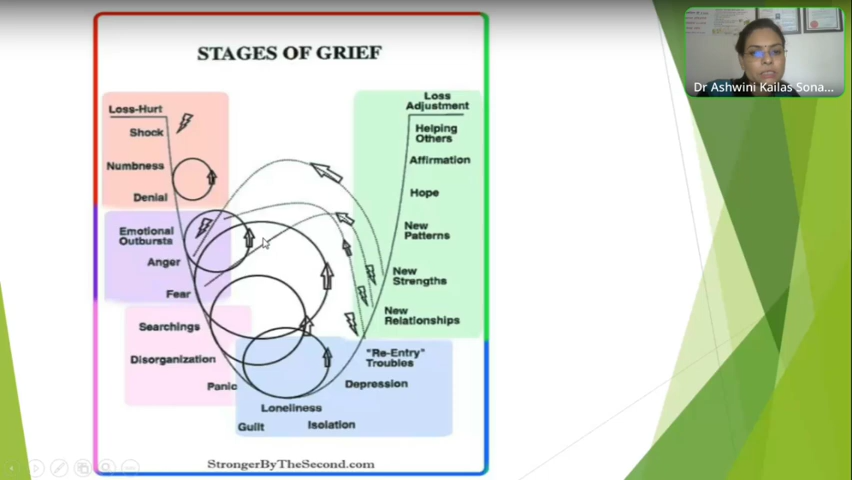 Dr Ashwini Kailas Sona...
STAGES OF GRIEF
Loss-Hurt
Shock
Numbness
Denial
Emotional
Outbursts
Anger
Fear
Searchings
Disorganization
Panic
Loneliness
Guilt
Isolation
Depression
"Re-Entry"
Troubles
New
Relationships
New
Strengths
New
Patterns
Hope
Affirmation
Helping
Others
Loss
Adjustment
StrongerByTheSecond.com